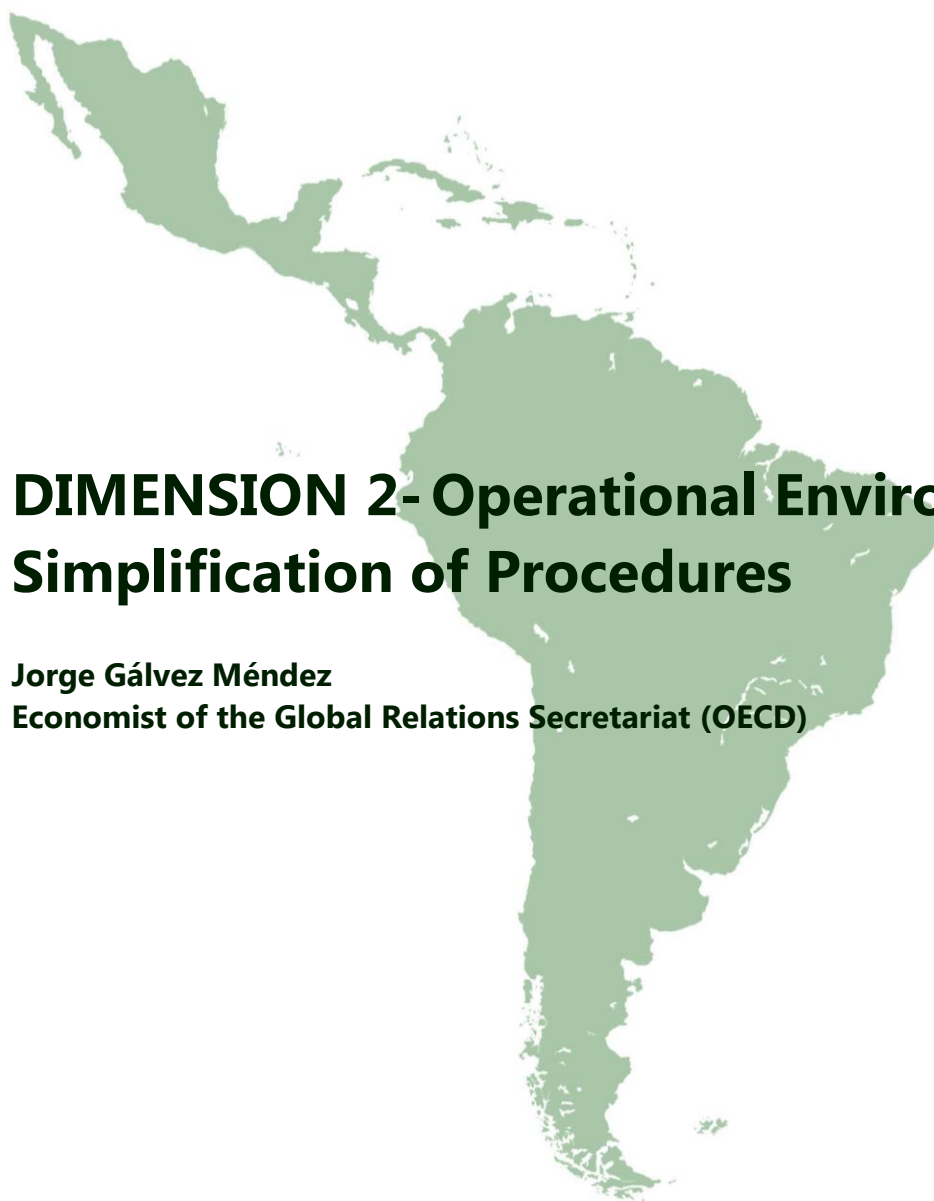 DIMENSION 2- Operational Enviro
Simplification of Procedures
Jorge Gálvez Méndez
Economist of the Global Relations Secretariat (OECD)